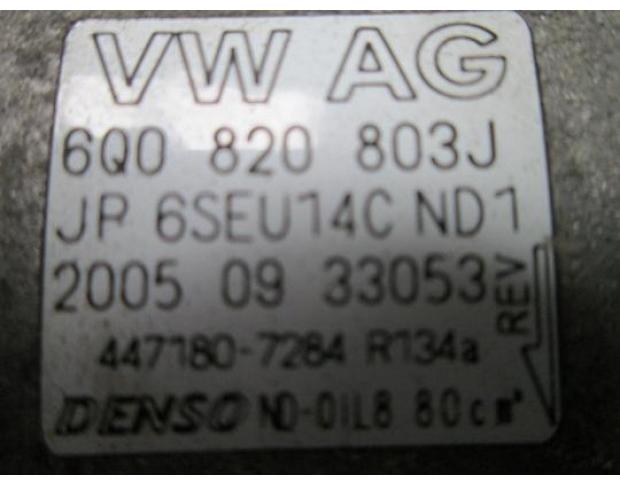 VW AG
6Q0 820 803J
JP 6SEU14C ND1
2005 09 33053
REV
447180-7284 R134a
DENSO ND-OIL8 80cm³